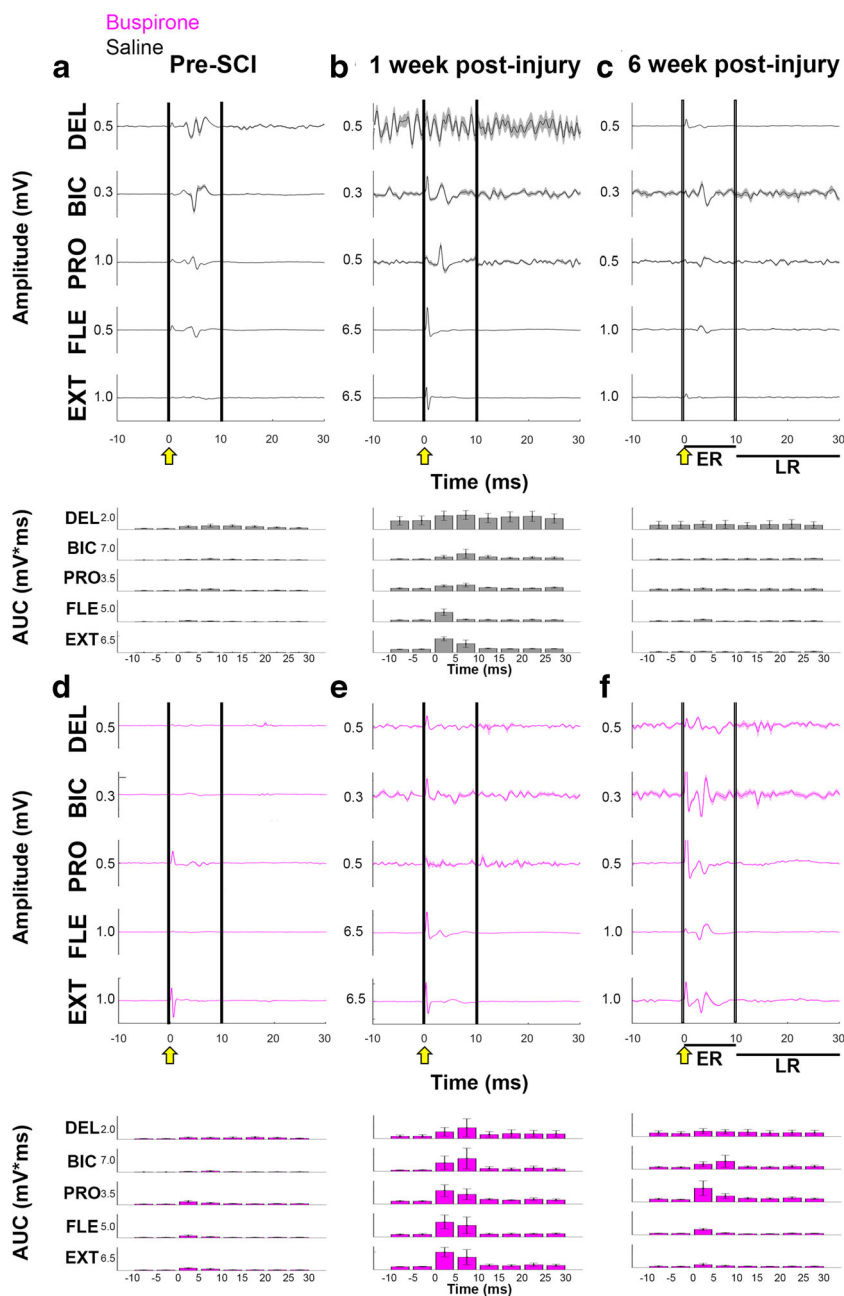 Buspirone
Saline
a Pre-SCI b 1 week post-injury c 6 week post-injury
Amplitude (mV)
DEL 0.5 0.5 0.5
BIC 0.3 0.3 0.3
PRO 1.0 0.5 0.5
FLE 0.5 6.5 1.0
EXT 1.0 6.5 1.0
-10 0 10 20 30 -10 0 10 20 30 -10 0 10 20 30
ER
LR
Time (ms)
AUC (mV*ms)
DEL 2.0
BIC 7.0
PRO 3.5
FLE 5.0
EXT 6.5
-10 -5 0 5 10 15 20 25 30 -10 -5 0 5 10 15 20 25 30 -10 -5 0 5 10 15 20 25 30
Time (ms)
d e f
Amplitude (mV)
DEL 0.5 0.5 0.5
BIC 0.3 0.3 0.3
PRO 0.5 0.5 0.5
FLE 1.0 6.5 1.0
EXT 1.0 6.5 1.0
-10 0 10 20 30 -10 0 10 20 30 -10 0 10 20 30
ER
LR
Time (ms)
AUC (mV*ms)
DEL 2.0
BIC 7.0
PRO 3.5
FLE 5.0
EXT 6.5
-10 -5 0 5 10 15 20 25 30 -10 -5 0 5 10 15 20 25 30 -10 -5 0 5 10 15 20 25 30
Time (ms)